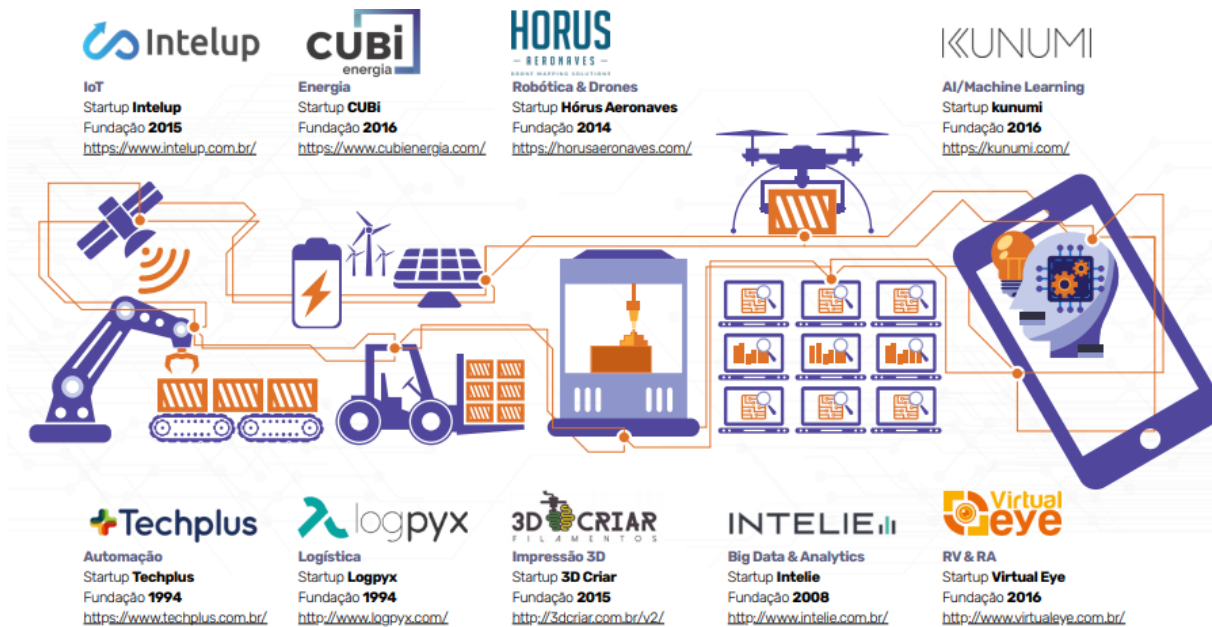 Intelup
IoT
Startup Intelup
Fundação 2015
https://www.intelup.com.br/
CUBi
energia
Energia
Startup CUBi
Fundação 2016
https://www.cubienergia.com/
HORUS
AERONAVES
DRONE MAPPING SOLUTIONS
Robótica & Drones
Startup Hórus Aeronaves
Fundação 2014
https://horusaeronaves.com/
KUNUMI
AI/Machine Learning
Startup kunumi
Fundação 2016
https://kunumi.com/
Techplus
Automação
Startup Techplus
Fundação 1994
https://www.techplus.com.br/
logpyx
Logística
Startup Logpyx
Fundação 1994
http://www.logpyx.com/
3D CRIAR
FILAMENTOS
Impressão 3D
Startup 3D Criar
Fundação 2015
http://3dcriar.com.br/v2/
INTELIE
Big Data & Analytics
Startup Intelie
Fundação 2008
http://www.intelie.com.br/
Virtual
eye
RV & RA
Startup Virtual Eye
Fundação 2016
http://www.virtualeye.com.br/